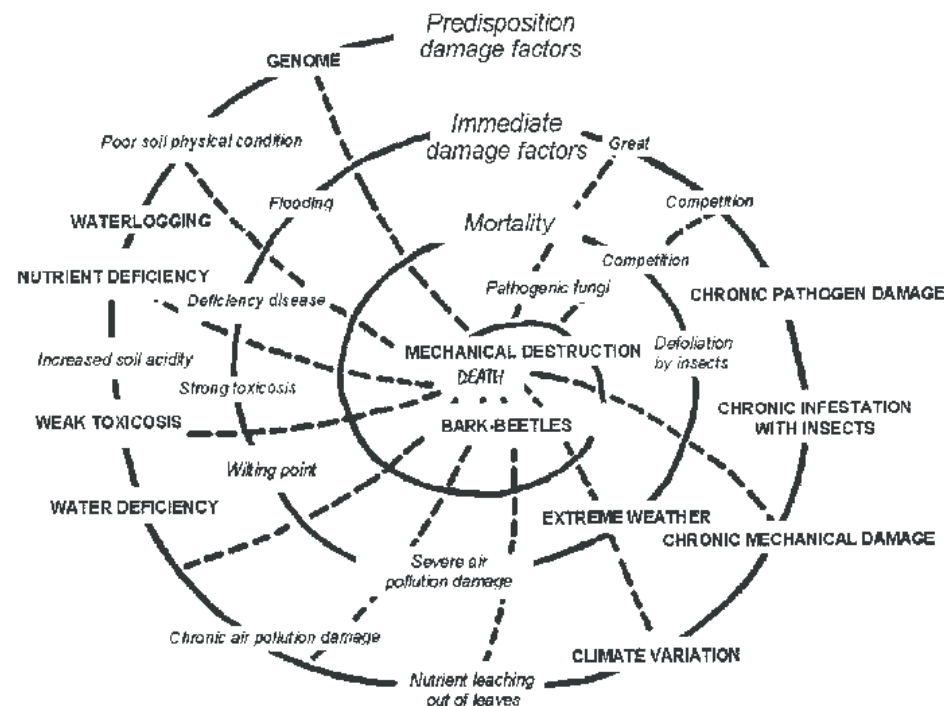 Predisposition
damage factors
GENOME
Immediate
damage factors
Great
Poor soil physical condition
Flooding
Competition
WATERLOGGING
Mortality
Competition
NUTRIENT DEFICIENCY
Deficiency disease
Pathogenic fungi
CHRONIC PATHOGEN DAMAGE
Increased soil acidity
MECHANICAL DESTRUCTION
Defoliation
by insects
DEATH
Strong toxicosis
WEAK TOXICOSIS
BARK-BEETLES
CHRONIC INFESTATION
WITH INSECTS
Wilting point
WATER DEFICIENCY
EXTREME WEATHER
CHRONIC MECHANICAL DAMAGE
Severe air
pollution damage
Chronic air pollution damage
CLIMATE VARIATION
Nutrient leaching
out of leaves